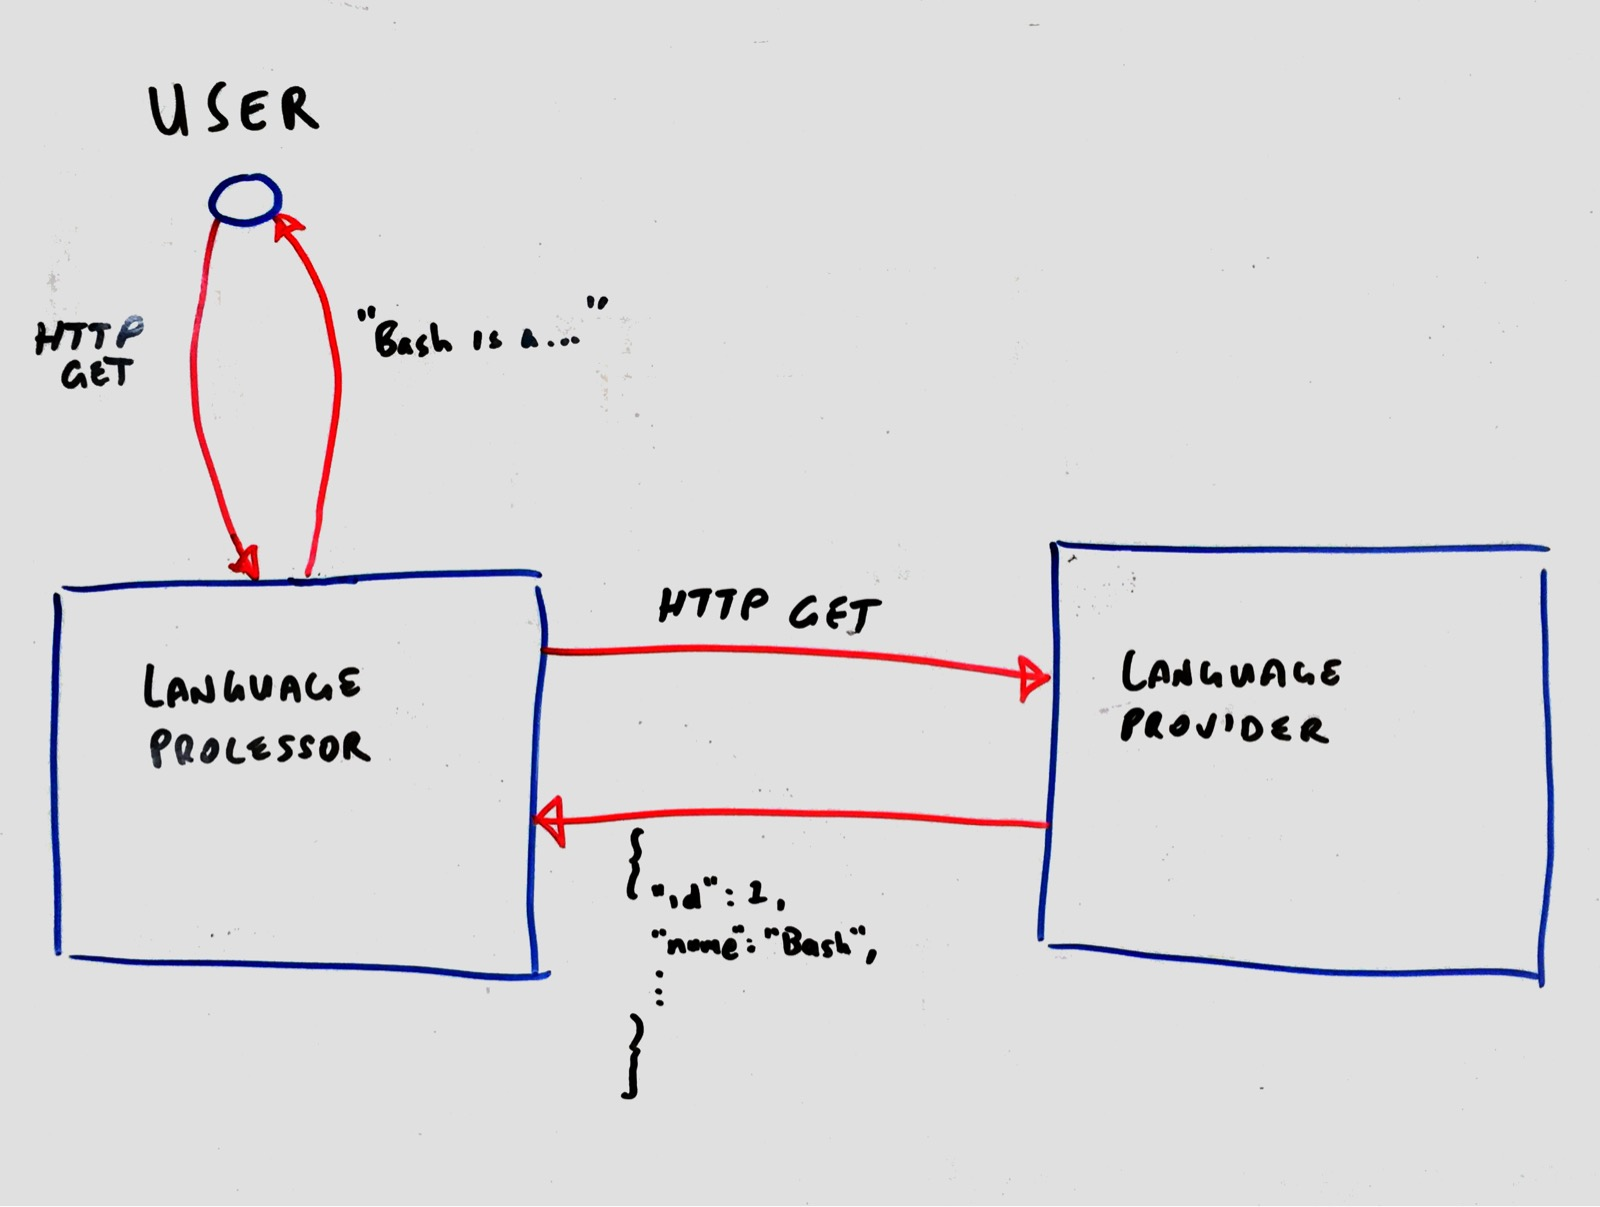 USER
HTTP
GET
"Bash is a..."
HTTP GET
LANGUAGE
PROCESSOR
LANGUAGE
PROVIDER
{
"id": 1,
"name": "Bash",
⋮
}